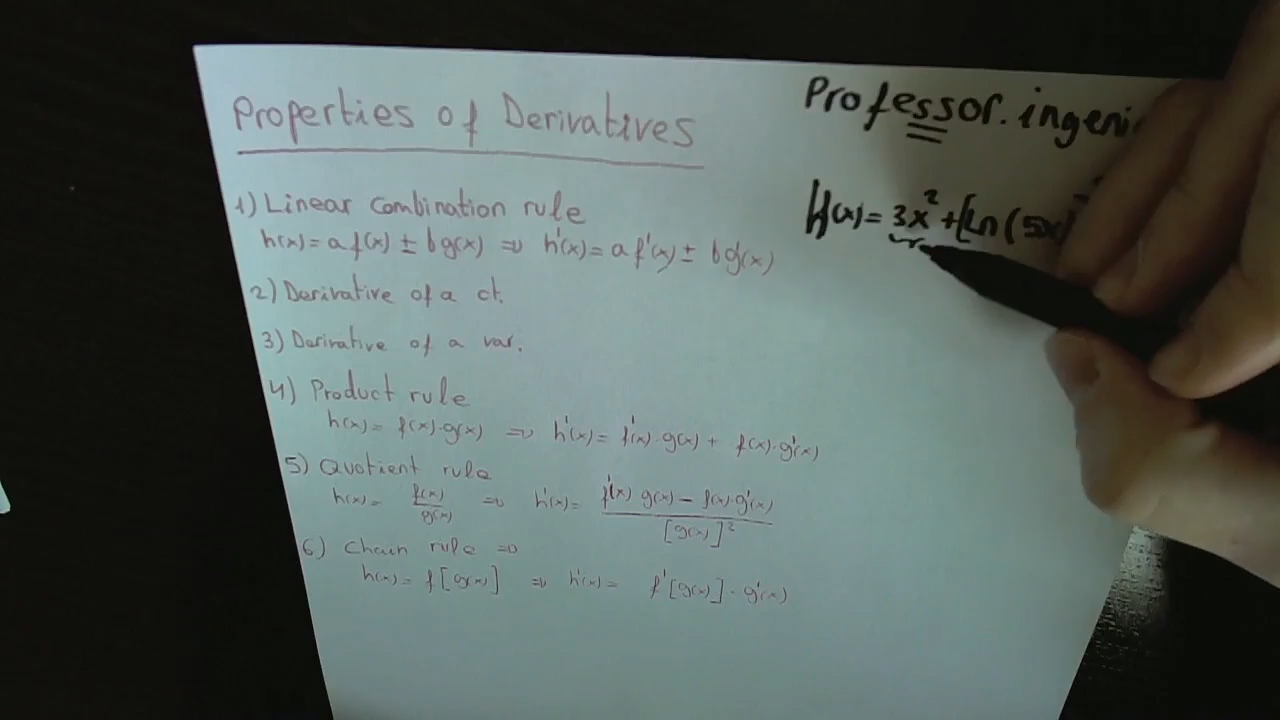 Properties of Derivatives
1) Linear Combination rule
h(x) = a f(x) ± b g(x) ⇒ h'(x) = a f'(x) ± b g'(x)
2) Derivative of a ct.
3) Derivative of a var.
4) Product rule
h(x) = f(x)·g(x) ⇒ h'(x) = f'(x)·g(x) + f(x)·g'(x)
5) Quotient rule
h(x) = f(x)/g(x) ⇒ h'(x) = f'(x) g(x) − f(x)·g'(x) / [g(x)]²
6) Chain rule ⇒
h(x) = f[g(x)] ⇒ h'(x) = f'[g(x)] · g'(x)
Professor.
H(x) = 3x² + [Ln (5x)